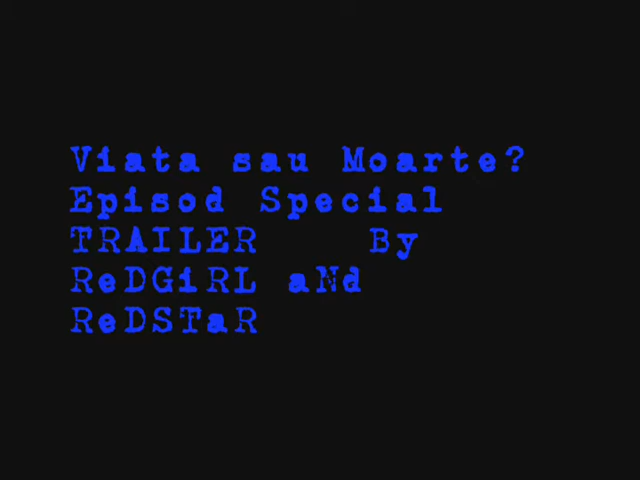 Viata sau Moarte?
Episod Special
TRAILER By
ReDGiRL aNd
ReDSTaR